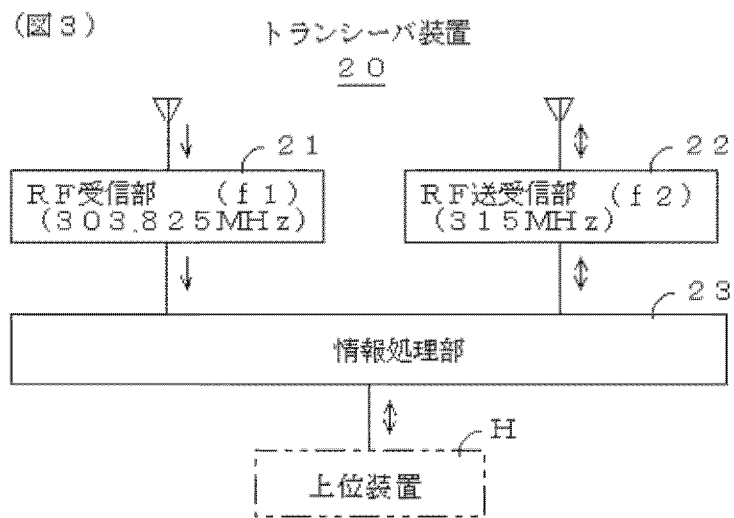 (図3)
トランシーバ装置
20
21
22
RF受信部 (f1)
(303.825MHz)
RF送受信部 (f2)
(315MHz)
23
情報処理部
H
上位装置